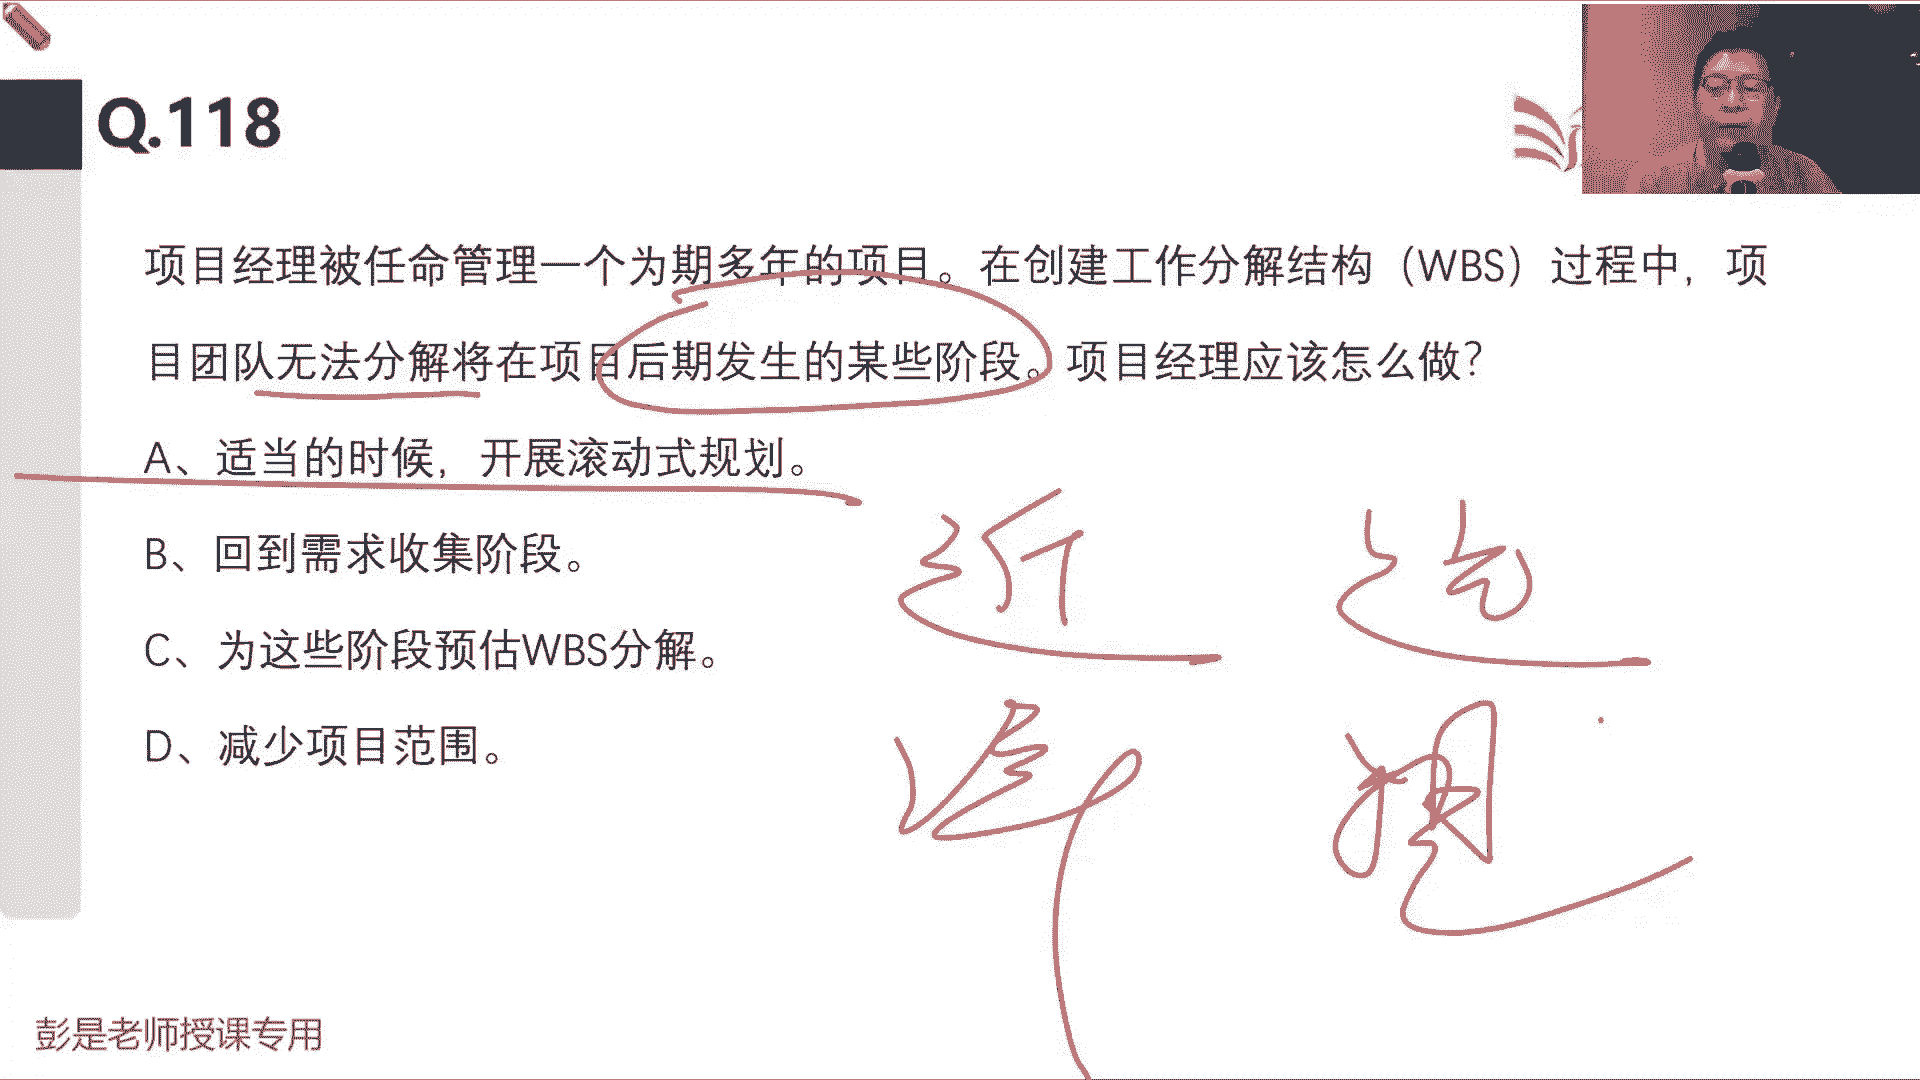 Q.118
项目经理被任命管理一个为期多年的项目。在创建工作分解结构（WBS）过程中，项
目团队无法分解将在项目后期发生的某些阶段。项目经理应该怎么做？
A、适当的时候，开展滚动式规划。
B、回到需求收集阶段。
C、为这些阶段预估WBS分解。
D、减少项目范围。
近 远
详 粗
彭是老师授课专用